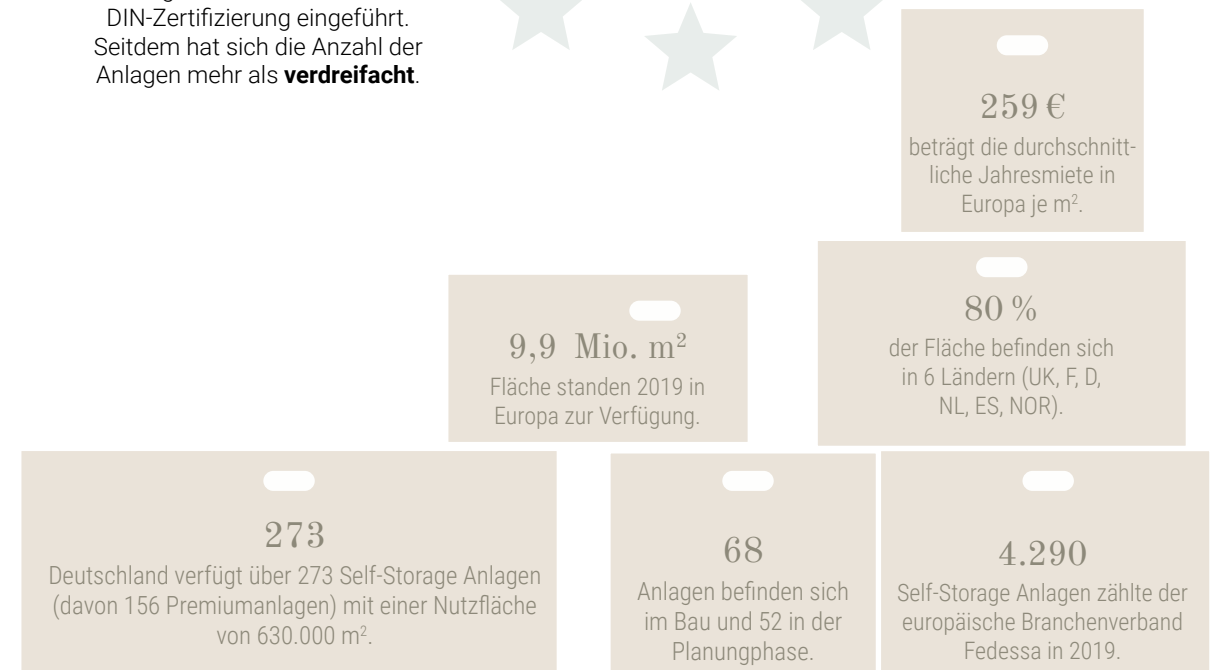 DIN-Zertifizierung eingeführt.
Seitdem hat sich die Anzahl der
Anlagen mehr als verdreifacht.
259 €
beträgt die durchschnitt-
liche Jahresmiete in
Europa je m².
80 %
der Fläche befinden sich
in 6 Ländern (UK, F, D,
NL, ES, NOR).
9,9 Mio. m²
Fläche standen 2019 in
Europa zur Verfügung.
273
Deutschland verfügt über 273 Self-Storage Anlagen
(davon 156 Premiumanlagen) mit einer Nutzfläche
von 630.000 m².
68
Anlagen befinden sich
im Bau und 52 in der
Planungphase.
4.290
Self-Storage Anlagen zählte der
europäische Branchenverband
Fedessa in 2019.